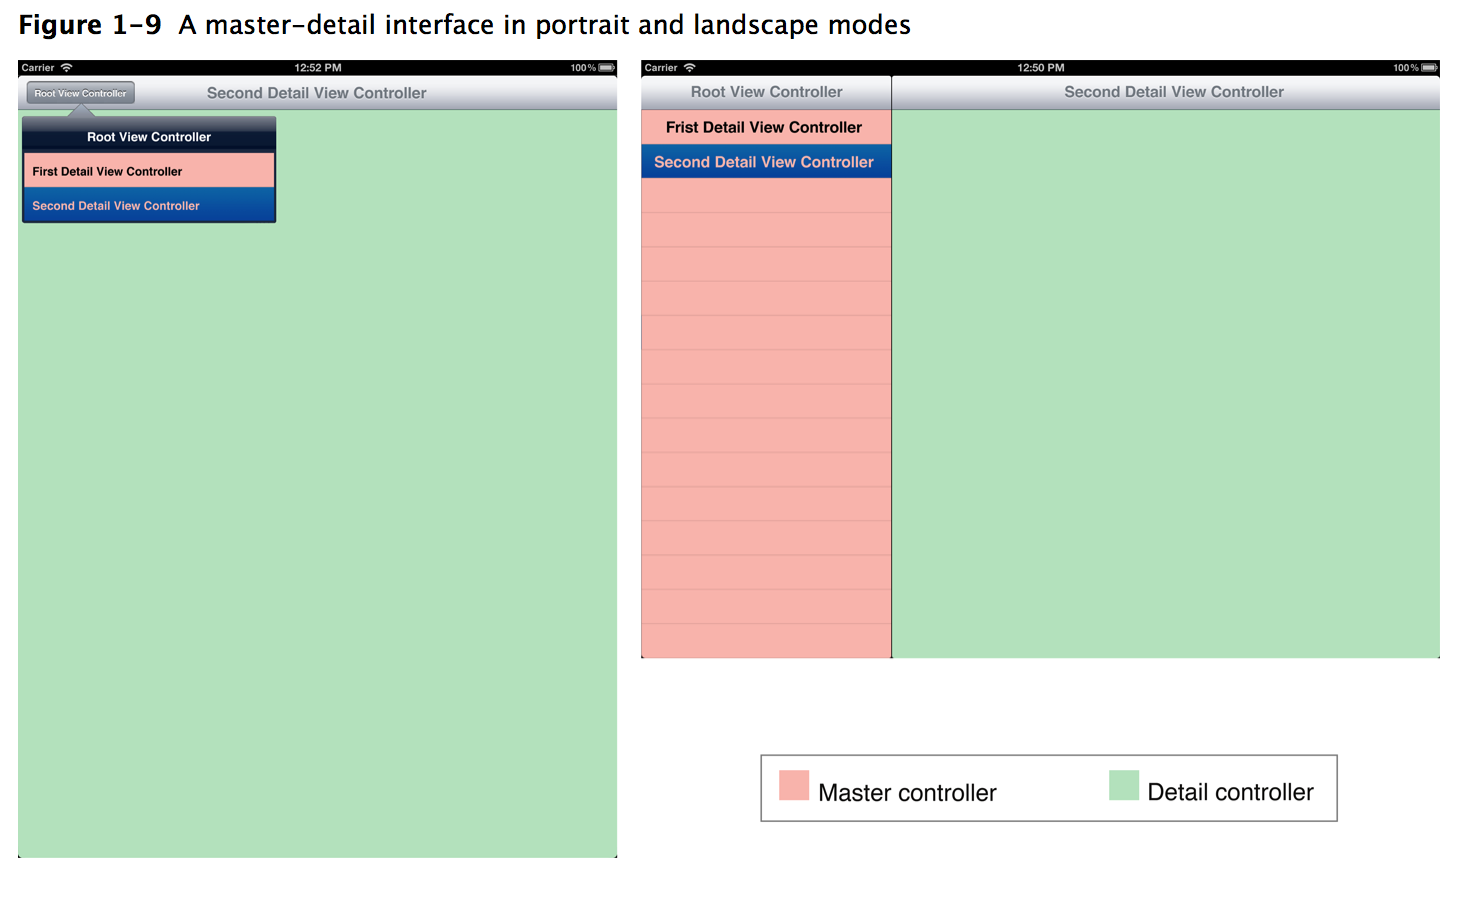 Figure 1-9 A master-detail interface in portrait and landscape modes
Carrier 12:52 PM 100%
Root View Controller Second Detail View Controller
Root View Controller
First Detail View Controller
Second Detail View Controller
Carrier 12:50 PM 100%
Root View Controller Second Detail View Controller
Frist Detail View Controller
Second Detail View Controller
Master controller Detail controller